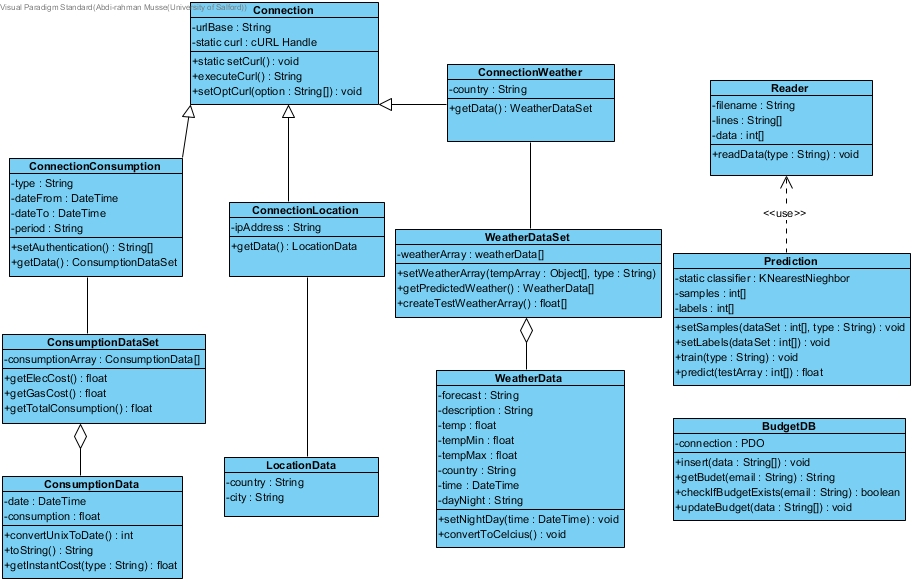 Visual Paradigm Standard(Abdi-rahman Musse(University of Salford))
Connection
-urlBase : String
-static curl : cURL Handle
+static setCurl() : void
+executeCurl() : String
+setOptCurl(option : String[]) : void
ConnectionWeather
-country : String
+getData() : WeatherDataSet
Reader
-filename : String
-lines : String[]
-data : int[]
+readData(type : String) : void
ConnectionConsumption
-type : String
-dateFrom : DateTime
-dateTo : DateTime
-period : String
+setAuthentication() : String[]
+getData() : ConsumptionDataSet
ConnectionLocation
-ipAddress : String
+getData() : LocationData
<<use>>
WeatherDataSet
-weatherArray : weatherData[]
+setWeatherArray(tempArray : Object[], type : String)
+getPredictedWeather() : WeatherData[]
+createTestWeatherArray() : float[]
Prediction
-static classifier : KNearestNieghbor
-samples : int[]
-labels : int[]
+setSamples(dataSet : int[], type : String) : void
+setLabels(dataSet : int[]) : void
+train(type : String) : void
+predict(testArray : int[]) : float
ConsumptionDataSet
-consumptionArray : ConsumptionData[]
+getElecCost() : float
+getGasCost() : float
+getTotalConsumption() : float
WeatherData
-forecast : String
-description : String
-temp : float
-tempMin : float
-tempMax : float
-country : String
-time : DateTime
-dayNight : String
+setNightDay(time : DateTime) : void
+convertToCelcius() : void
BudgetDB
-connection : PDO
+insert(data : String[]) : void
+getBudet(email : String) : String
+checkIfBudgetExists(email : String) : boolean
+updateBudget(data : String[]) : void
ConsumptionData
-date : DateTime
-consumption : float
+convertUnixToDate() : int
+toString() : String
+getInstantCost(type : String) : float
LocationData
-country : String
-city : String